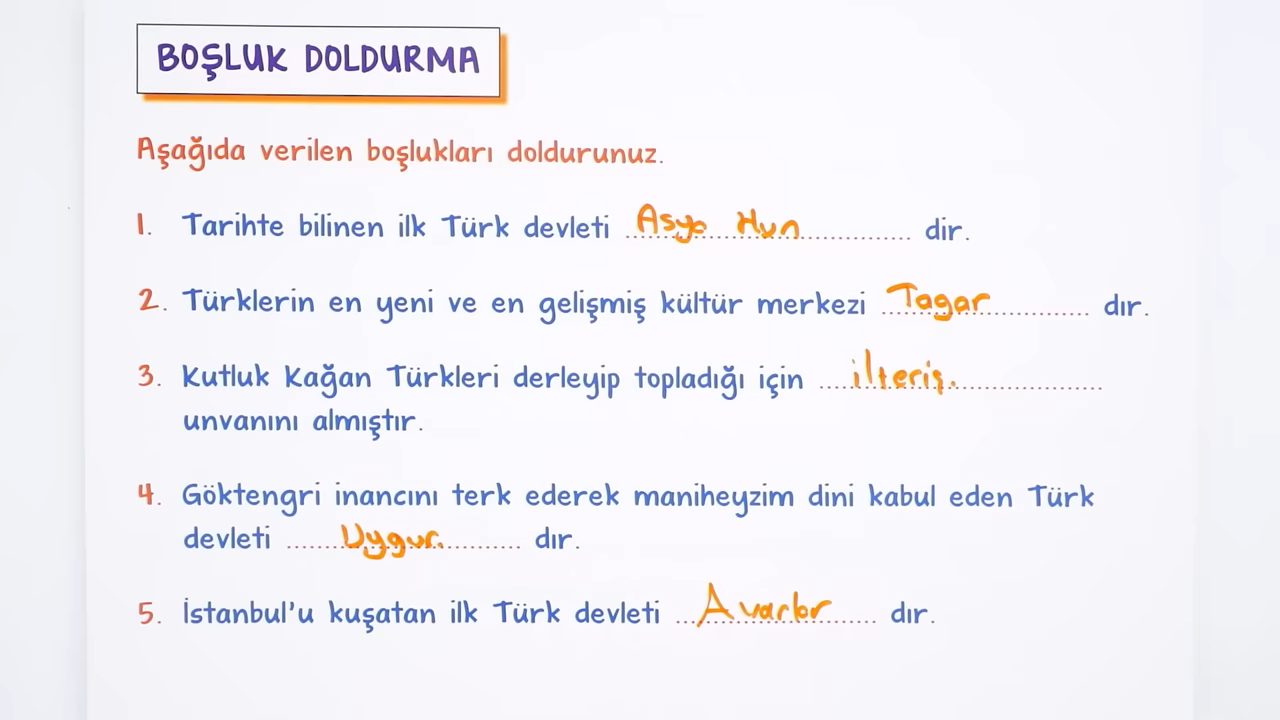 BOŞLUK DOLDURMA
Aşağıda verilen boşlukları doldurunuz.
1. Tarihte bilinen ilk Türk devleti Asya Hun dir.
2. Türklerin en yeni ve en gelişmiş kültür merkezi Tagar dır.
3. Kutluk Kağan Türkleri derleyip topladığı için ilteriş.
unvanını almıştır.
4. Göktengri inancını terk ederek maniheyzim dini kabul eden Türk
devleti Uygur. dır.
5. İstanbul'u kuşatan ilk Türk devleti Avarlar dır.